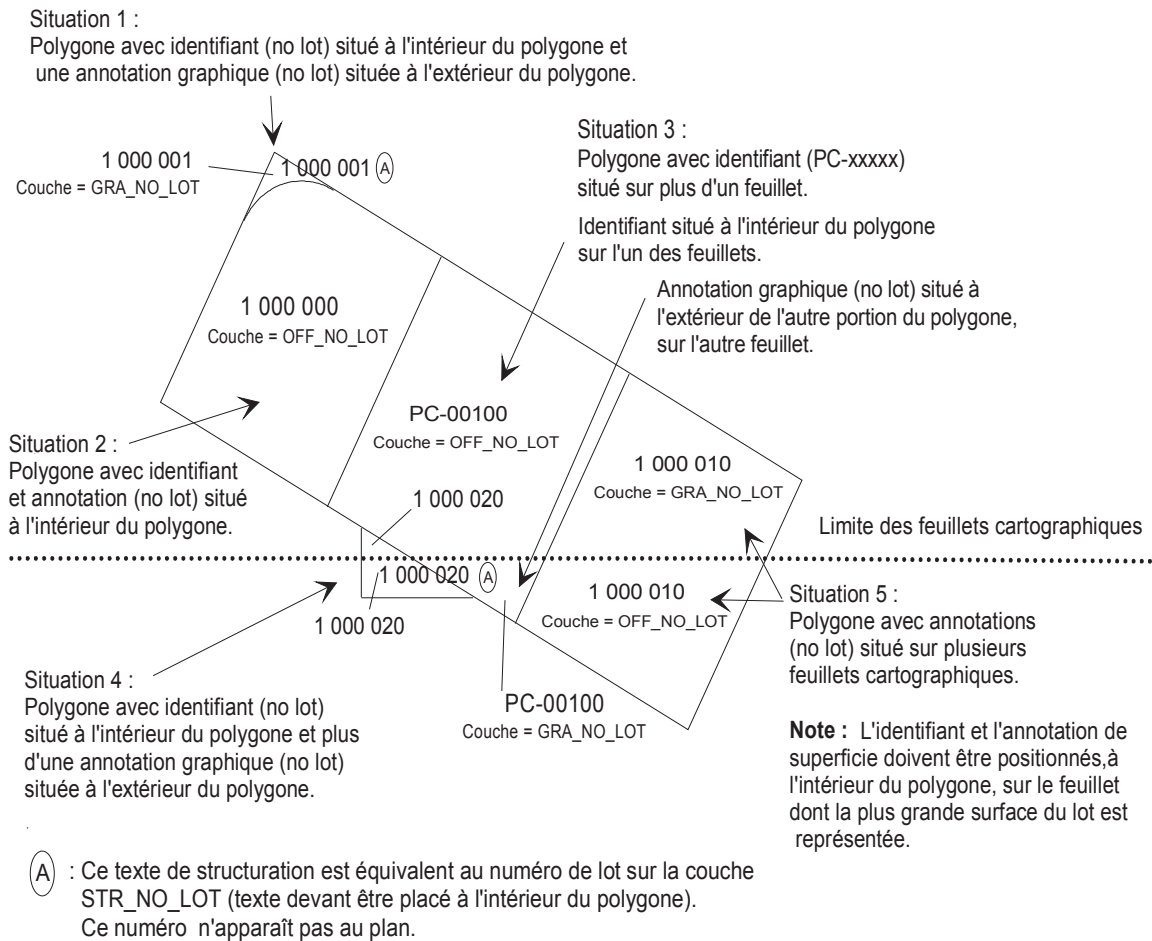 Situation 1 :
Polygone avec identifiant (no lot) situé à l'intérieur du polygone et
une annotation graphique (no lot) située à l'extérieur du polygone.
1 000 001
Couche = GRA_NO_LOT
1 000 001 A
Situation 3 :
Polygone avec identifiant (PC-xxxxx)
situé sur plus d'un feuillet.
Identifiant situé à l'intérieur du polygone
sur l'un des feuillets.
Annotation graphique (no lot) situé à
l'extérieur de l'autre portion du polygone,
sur l'autre feuillet.
1 000 000
Couche = OFF_NO_LOT
PC-00100
Couche = OFF_NO_LOT
Situation 2 :
Polygone avec identifiant
et annotation (no lot) situé
à l'intérieur du polygone.
1 000 010
Couche = GRA_NO_LOT
1 000 020
Limite des feuillets cartographiques
1 000 020 A
1 000 020
1 000 010
Couche = OFF_NO_LOT
Situation 5 :
Polygone avec annotations
(no lot) situé sur plusieurs
feuillets cartographiques.
Situation 4 :
Polygone avec identifiant (no lot)
situé à l'intérieur du polygone et plus
d'une annotation graphique (no lot)
située à l'extérieur du polygone.
PC-00100
Couche = GRA_NO_LOT
Note : L'identifiant et l'annotation de
superficie doivent être positionnés,à
l'intérieur du polygone, sur le feuillet
dont la plus grande surface du lot est
représentée.
A : Ce texte de structuration est équivalent au numéro de lot sur la couche
STR_NO_LOT (texte devant être placé à l'intérieur du polygone).
Ce numéro n'apparaît pas au plan.